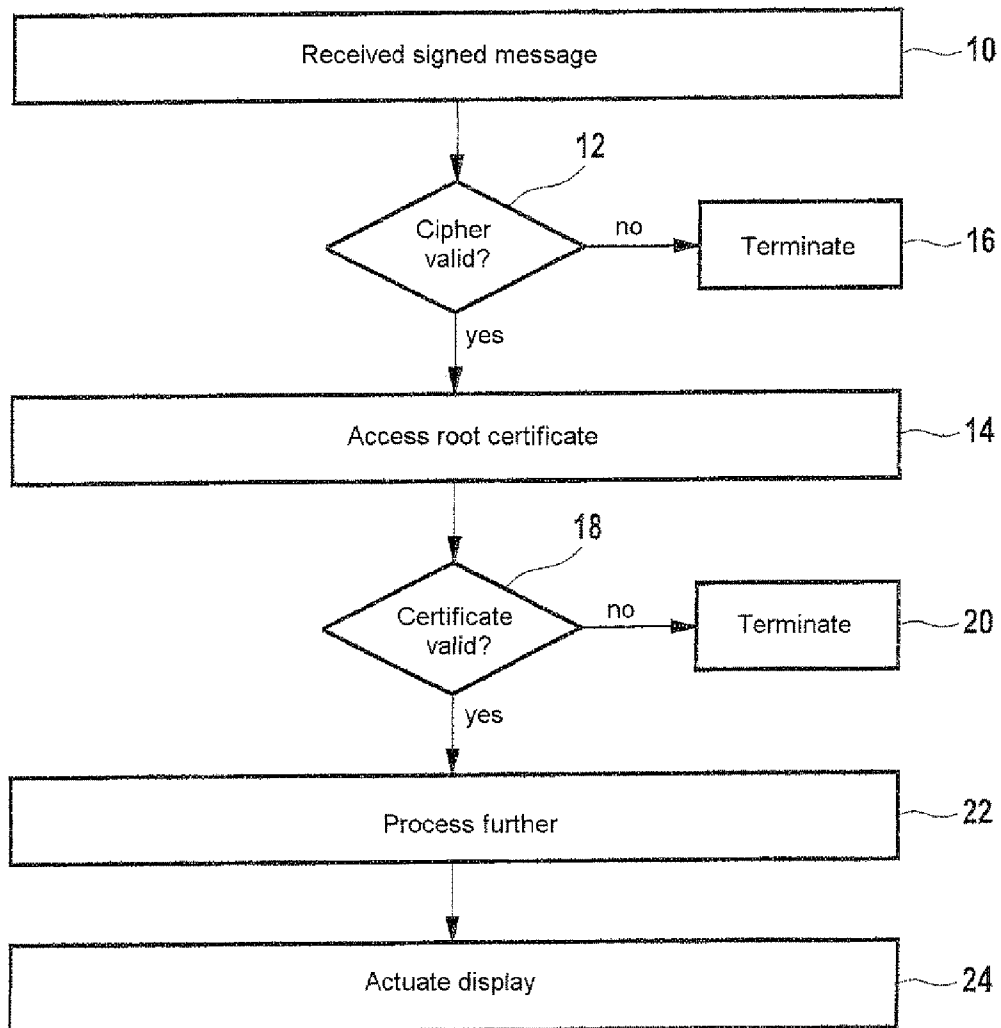 Received signed message
10
12
Cipher
valid?
no
Terminate
16
yes
Access root certificate
14
18
Certificate
valid?
no
Terminate
20
yes
Process further
22
Actuate display
24